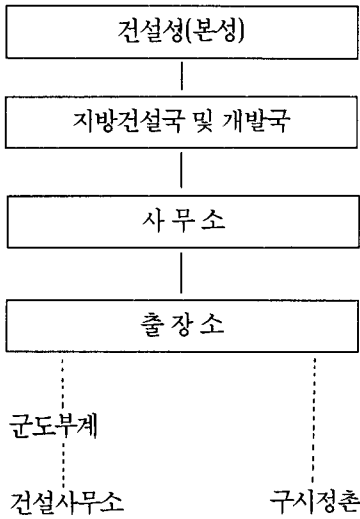 건설성(본성)
지방건설국 및 개발국
사 무 소
출 장 소
군도부계
건설사무소 구시정촌